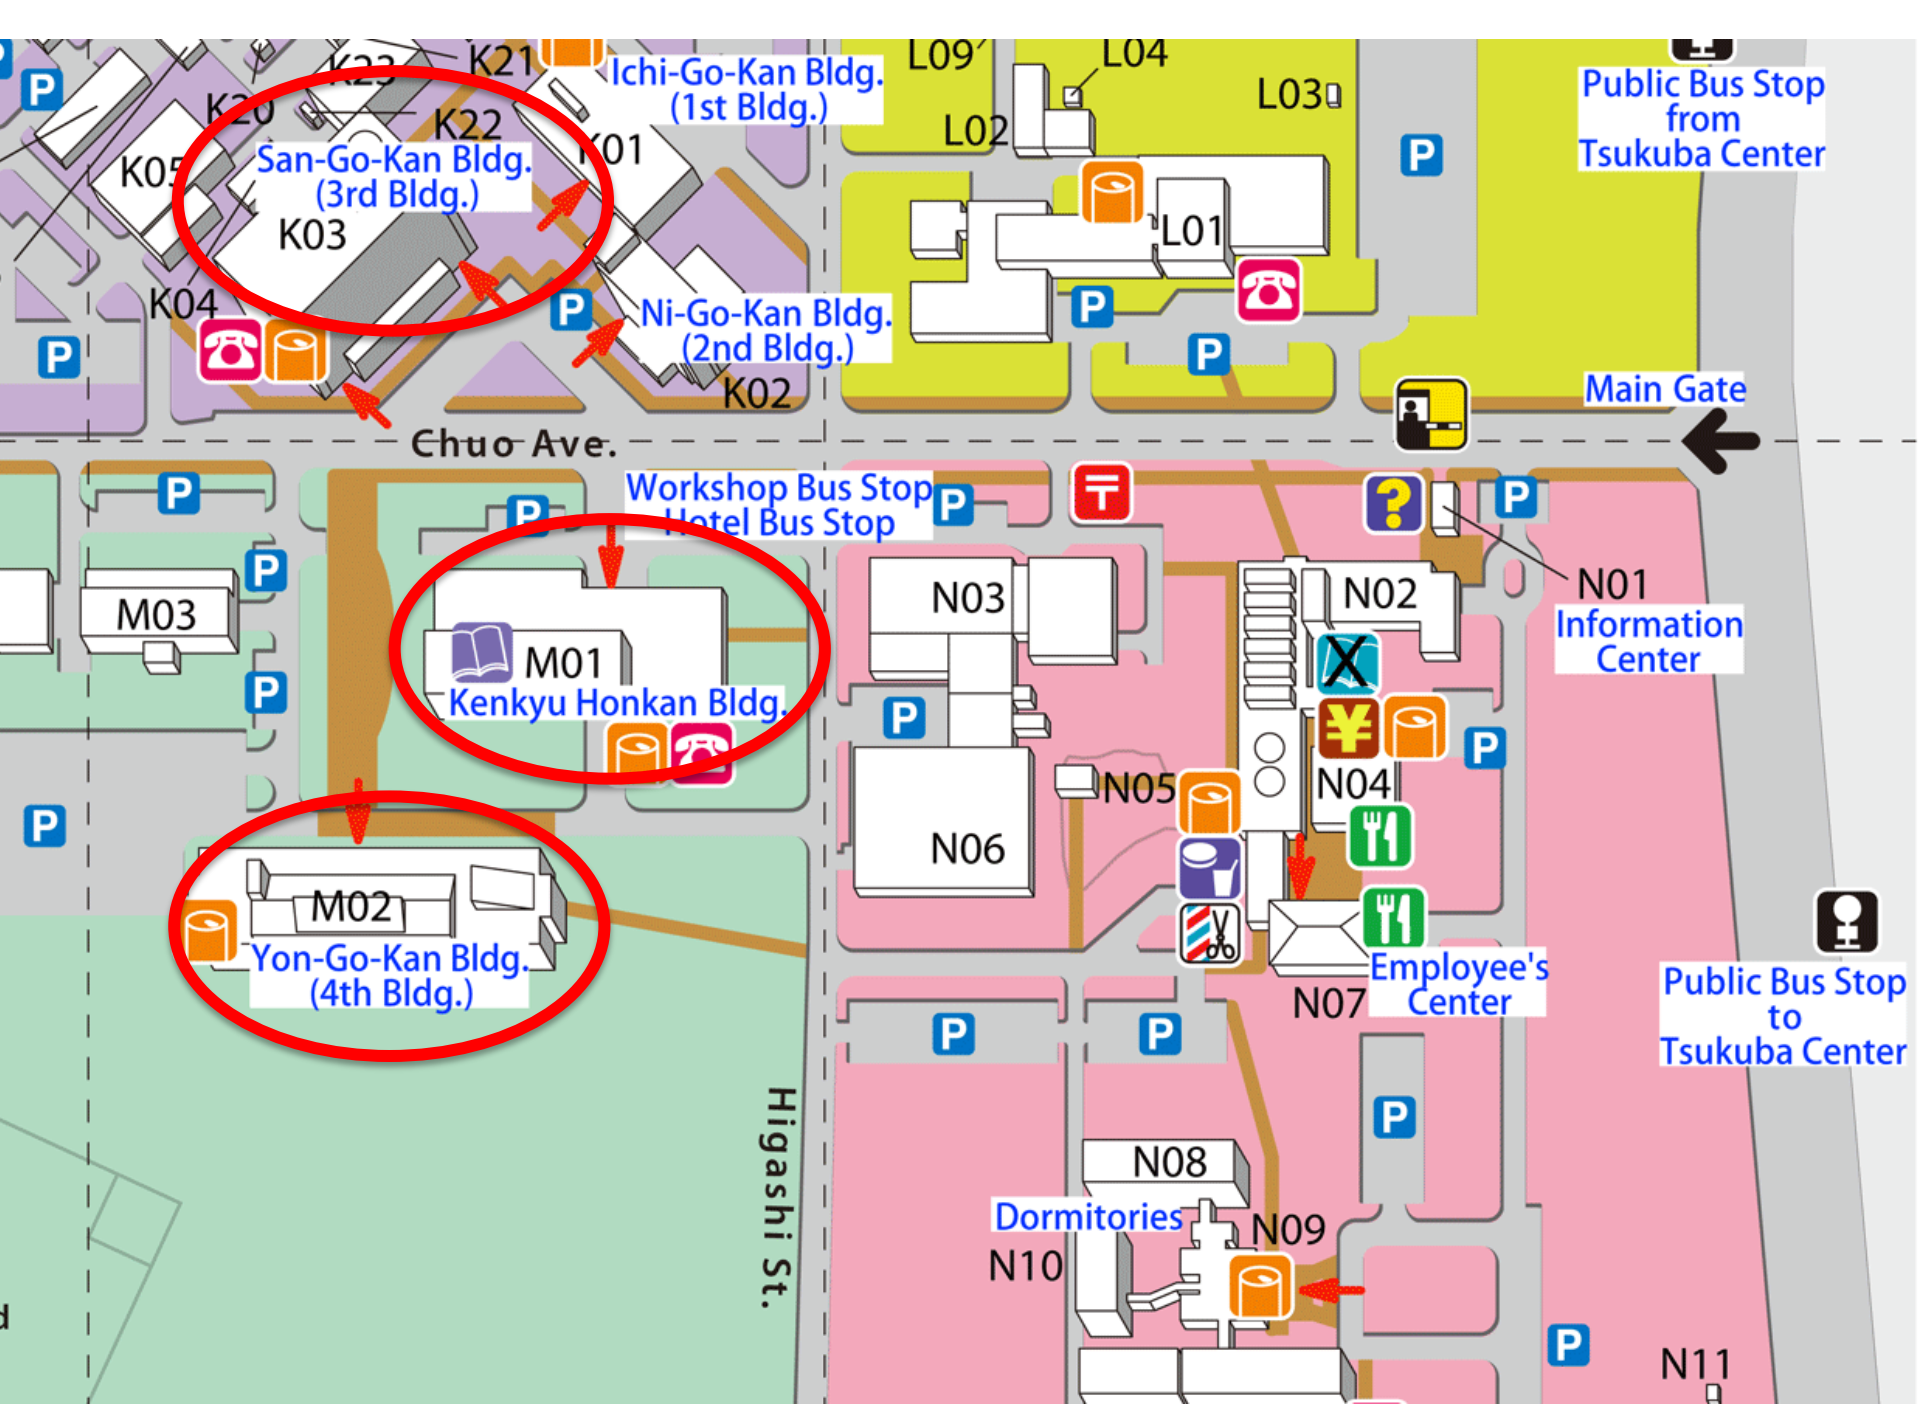 K23
K21
Ichi-Go-Kan Bldg.
(1st Bldg.)
L09
L04
Public Bus Stop
from
Tsukuba Center
P
K20
K22
L03
L02
P
K05
K01
San-Go-Kan Bldg.
(3rd Bldg.)
K03
L01
K04
P
Ni-Go-Kan Bldg.
(2nd Bldg.)
P
P
P
K02
Main Gate
Chuo Ave.
P
P
Workshop Bus Stop
Hotel Bus Stop
P
〒
?
P
P
M03
N03
N02
N01
Information
Center
M01
Kenkyu Honkan Bldg.
P
P
X
¥
P
N05
N04
P
N06
M02
Yon-Go-Kan Bldg.
(4th Bldg.)
Employee's
Center
N07
Public Bus Stop
to
Tsukuba Center
P
P
P
Higashi St.
N08
Dormitories
N09
N10
d
P
N11